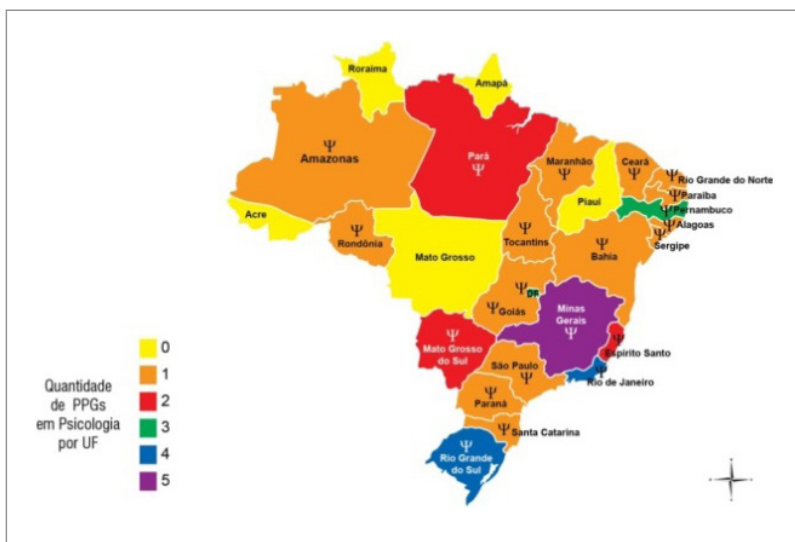 Roraima
Amapá
Ψ
Amazonas
Pará
Ψ
Maranhão
Ψ
Ceará
Ψ
Ψ
Rio Grande do Norte
Ψ
Paraíba
Piauí
Ψ
Pernambuco
Ψ
Alagoas
Ψ
Sergipe
Acre
Ψ
Rondônia
Ψ
Tocantins
Ψ
Bahia
Mato Grosso
Ψ
DF
Ψ
Goiás
Minas
Gerais
Ψ
Ψ
Mato Grosso
do Sul
Ψ
Espirito Santo
São Paulo
Ψ
Ψ
Rio de Janeiro
Ψ
Paraná
Ψ
Santa Catarina
Ψ
Rio Grande
do Sul
Quantidade
de PPGs
em Psicologia
por UF
0
1
2
3
4
5